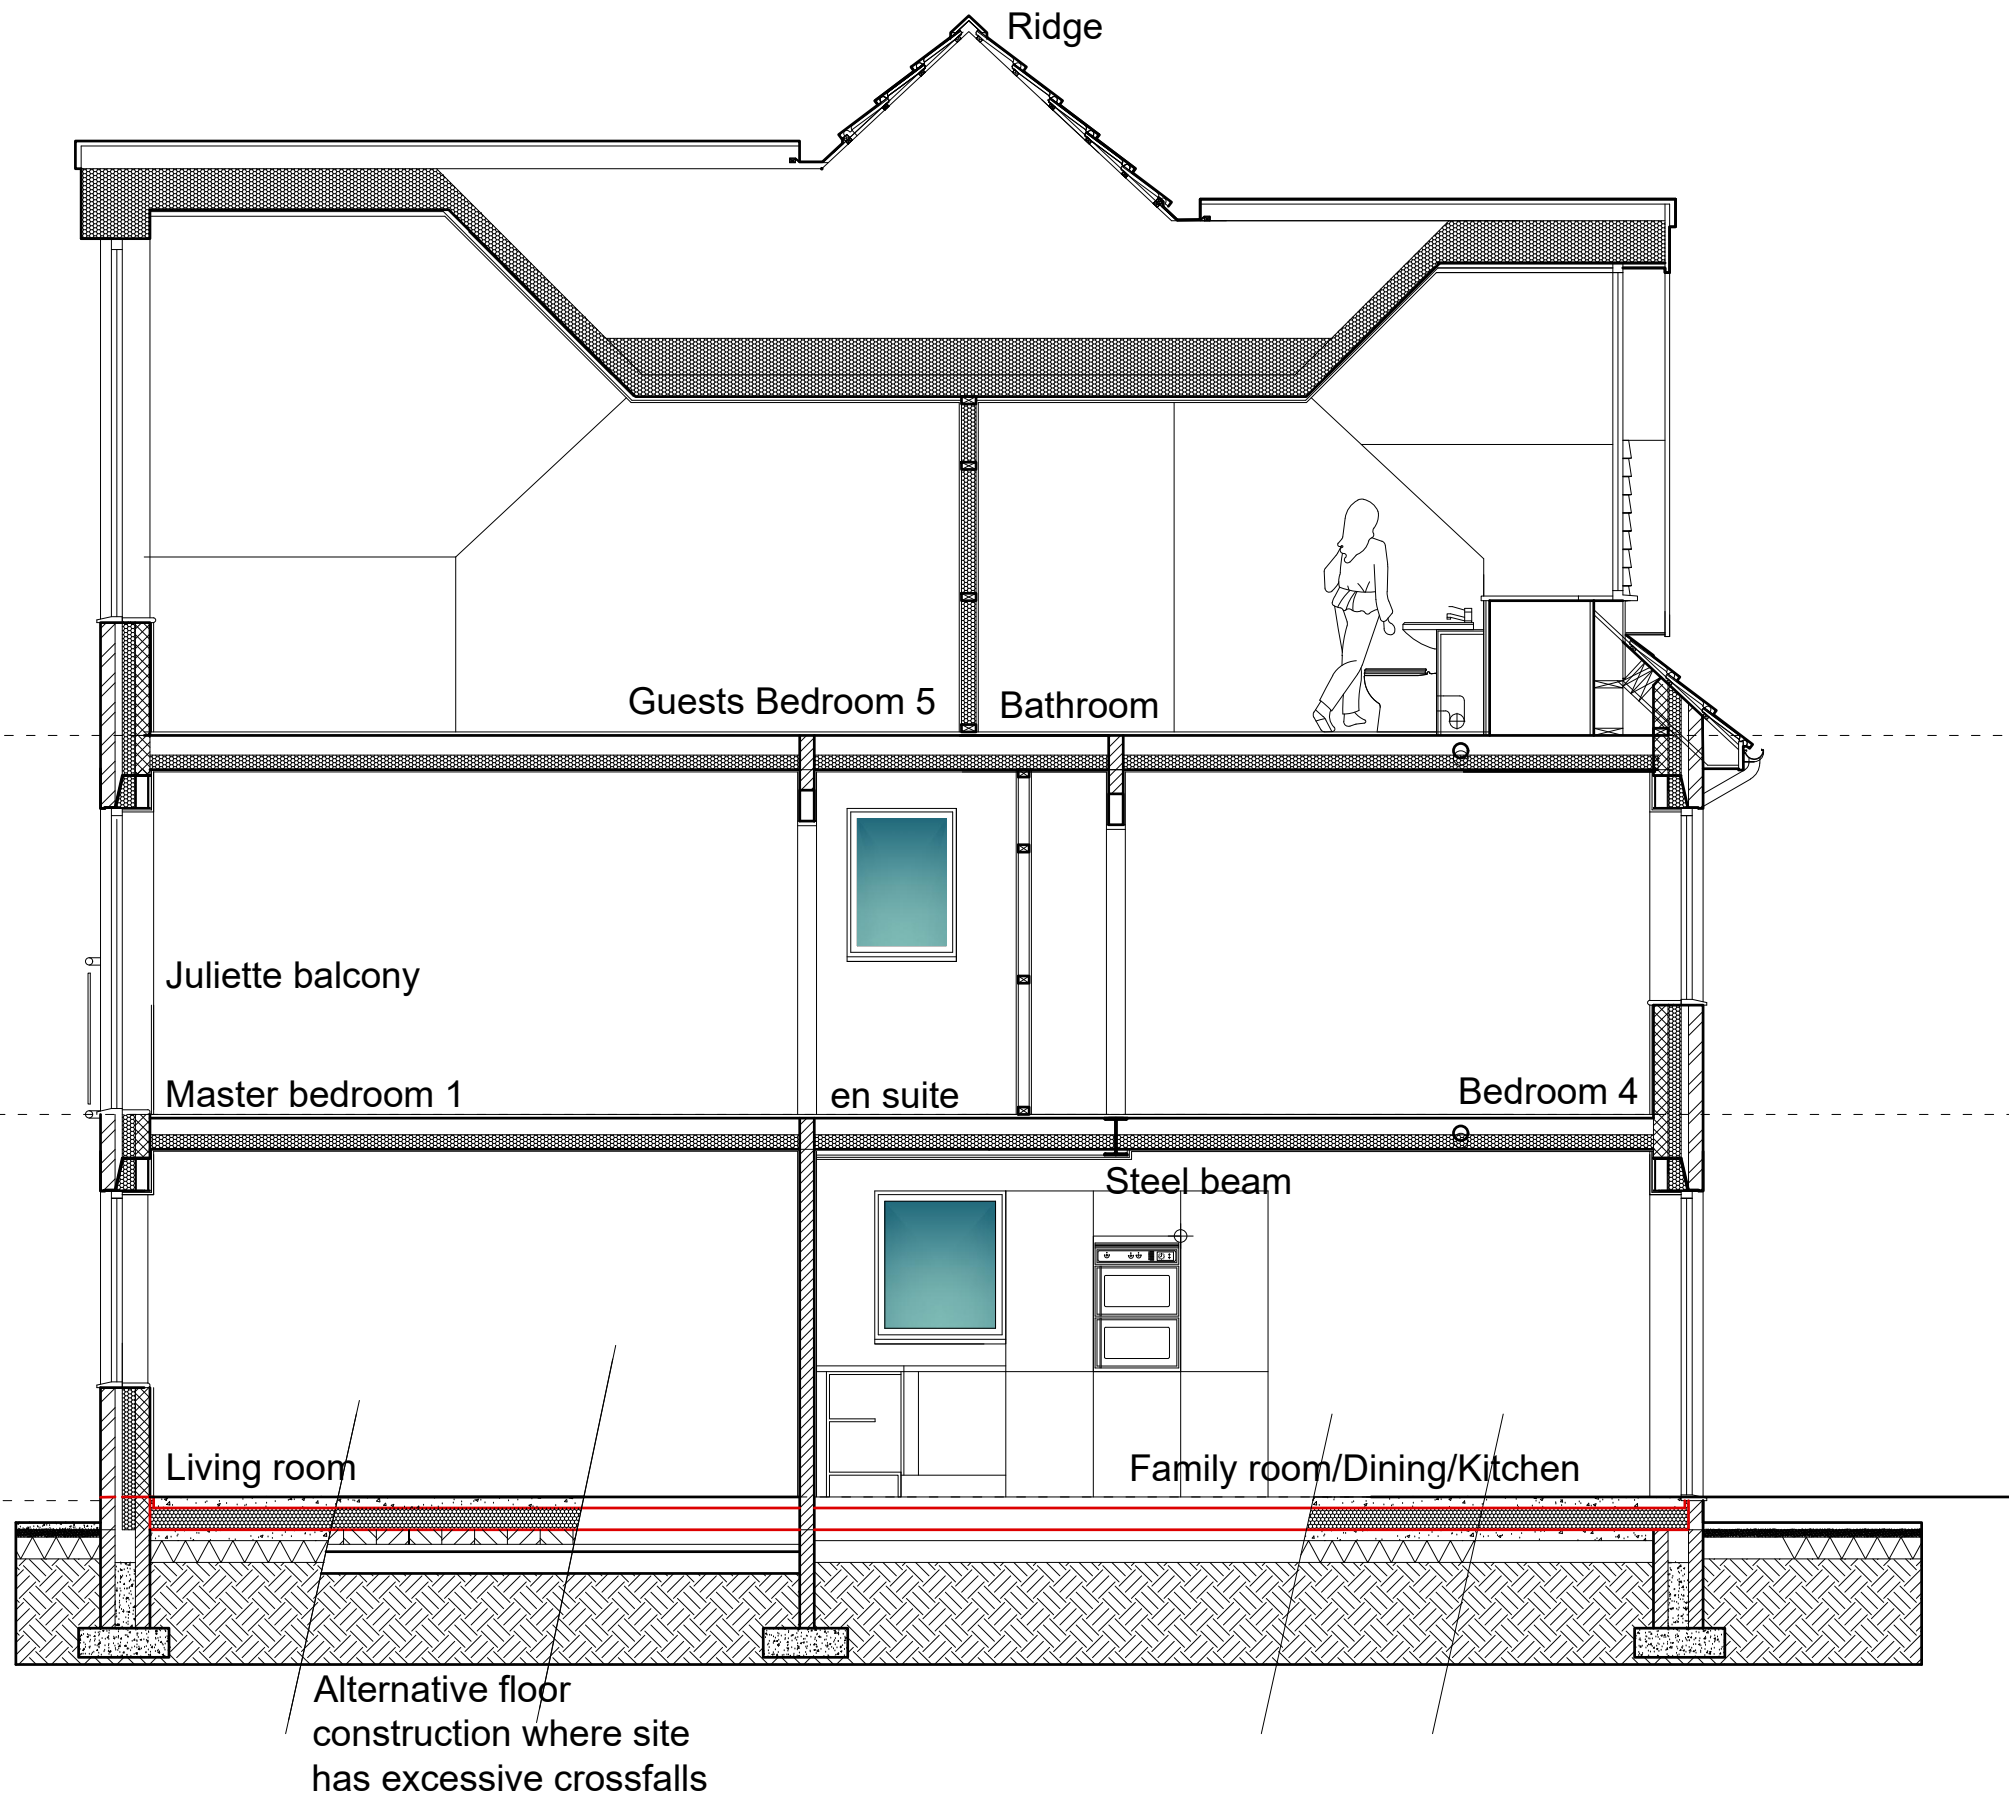 Ridge
Guests Bedroom 5
Bathroom
Juliette balcony
Master bedroom 1
en suite
Bedroom 4
Steel beam
Living room
Family room/Dining/Kitchen
Alternative floor
construction where site
has excessive crossfalls